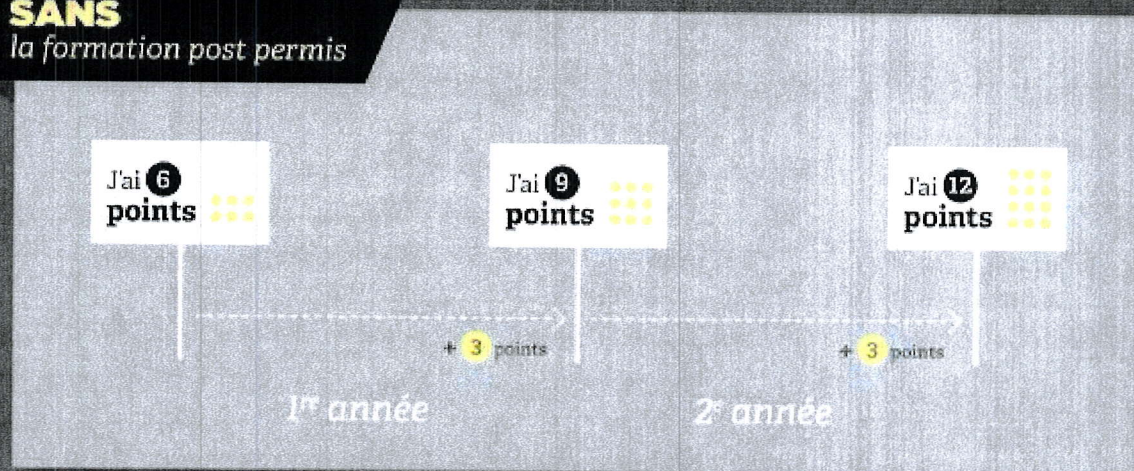 SANS
la formation post permis
J'ai 6
points
J'ai 9
points
J'ai 12
points
+ 3 points
+ 3 points
1re année
2e année